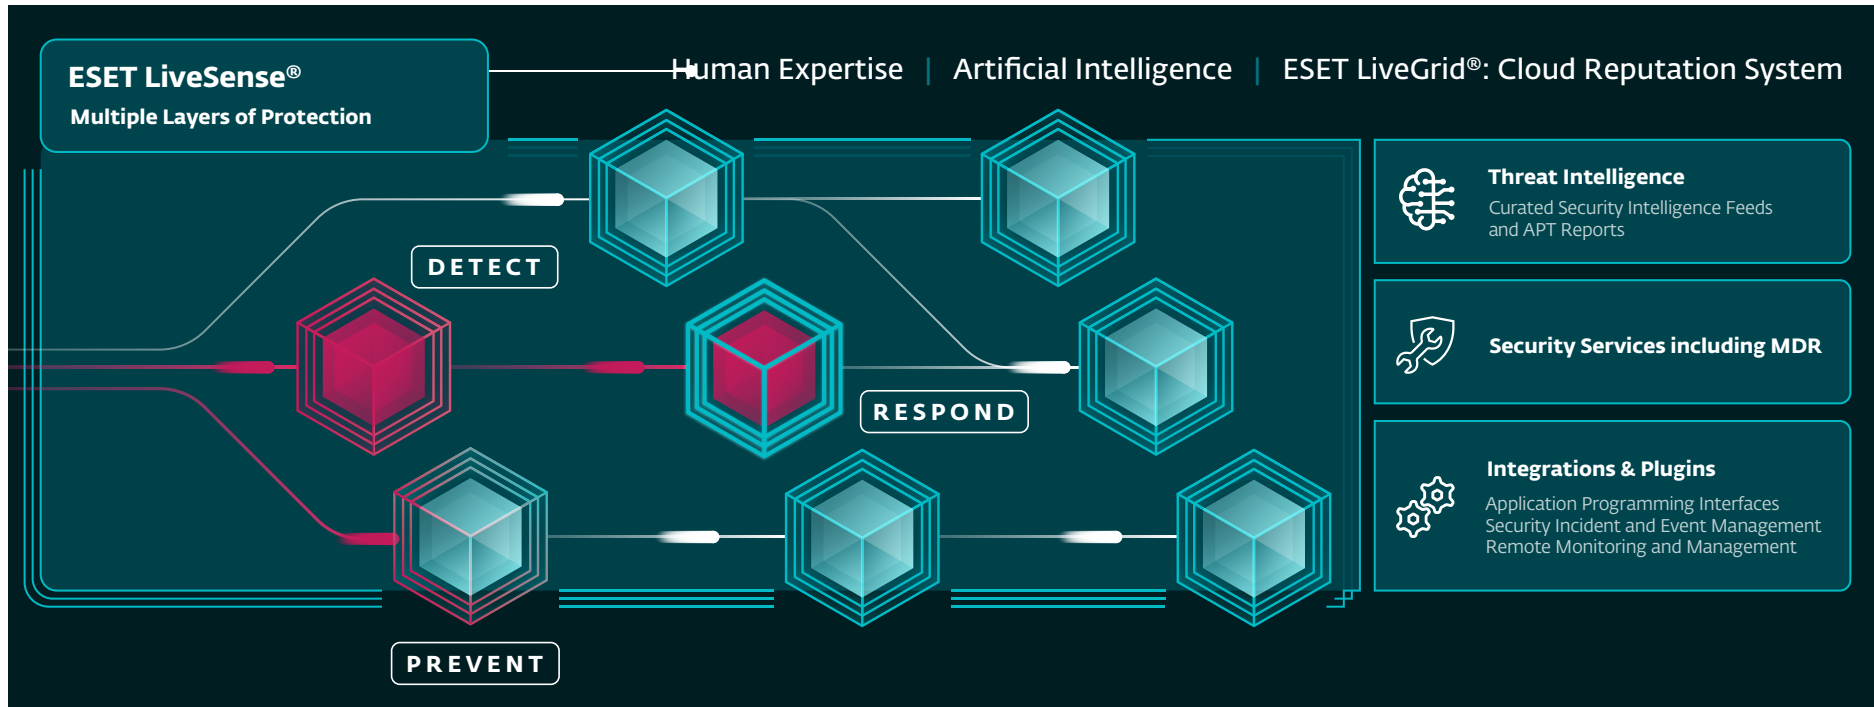 ESET LiveSense®
Multiple Layers of Protection
Human Expertise | Artificial Intelligence | ESET LiveGrid®: Cloud Reputation System
DETECT
RESPOND
PREVENT
Threat Intelligence
Curated Security Intelligence Feeds
and APT Reports
Security Services including MDR
Integrations & Plugins
Application Programming Interfaces
Security Incident and Event Management
Remote Monitoring and Management